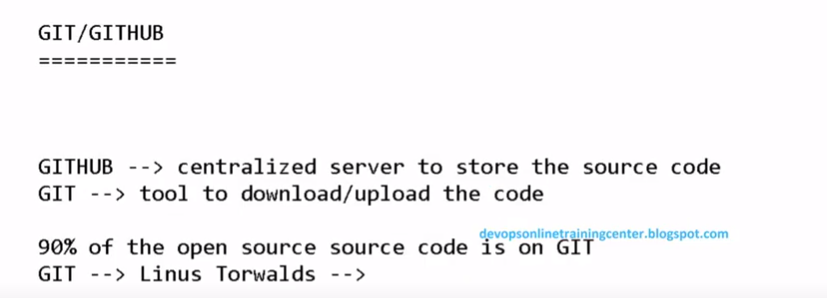 GIT/GITHUB
===========
GITHUB --> centralized server to store the source code
GIT --> tool to download/upload the code
devopsonlinetrainingcenter.blogspot.com
90% of the open source source code is on GIT
GIT --> Linus Torwalds -->